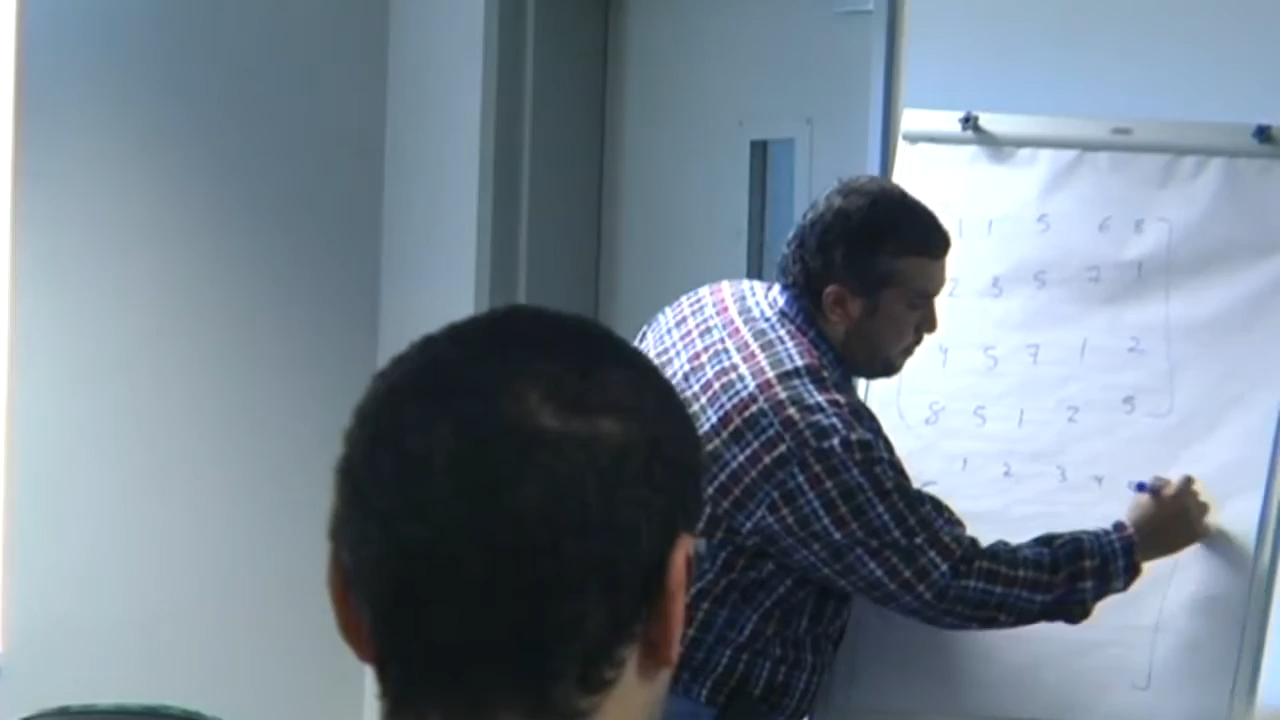 1 1 5 6 8
2 3 5 7 1
4 5 7 1 2
8 5 1 2 5
1 2 3 4